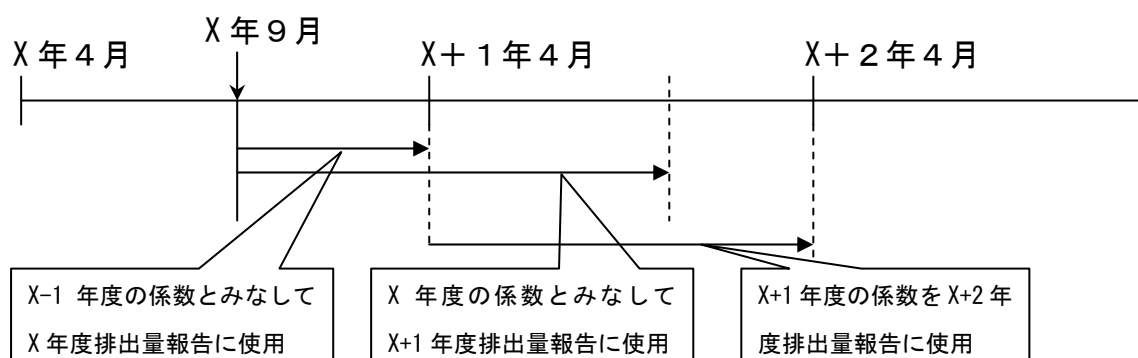 X年9月
X年4月
X+1年4月
X+2年4月
X-1 年度の係数とみなして
X 年度排出量報告に使用
X 年度の係数とみなして
X+1 年度排出量報告に使用
X+1 年度の係数を X+2 年
度排出量報告に使用